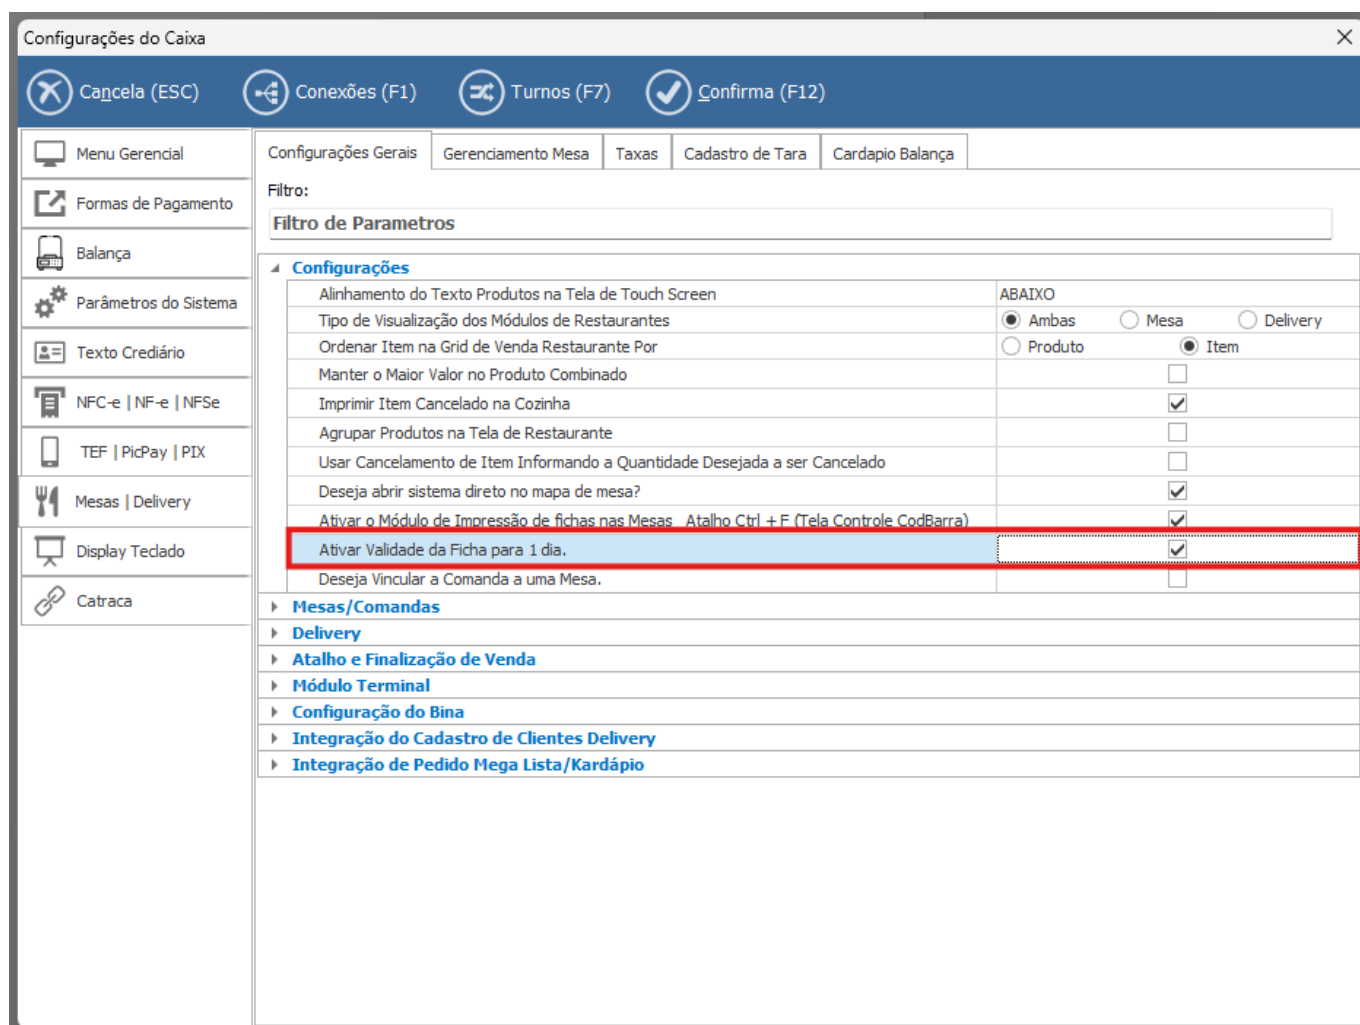 Configurações do Caixa
Cancela (ESC) Conexões (F1) Turnos (F7) Confirma (F12)
Menu Gerencial
Formas de Pagamento
Balança
Parâmetros do Sistema
Texto Crediário
NFC-e | NF-e | NFSe
TEF | PicPay | PIX
Mesas | Delivery
Display Teclado
Catraca
Configurações Gerais Gerenciamento Mesa Taxas Cadastro de Tara Cardapio Balança
Filtro:
Filtro de Parametros
Configurações
Alinhamento do Texto Produtos na Tela de Touch Screen ABAIXO
Tipo de Visualização dos Módulos de Restaurantes Ambas Mesa Delivery
Ordenar Item na Grid de Venda Restaurante Por Produto Item
Manter o Maior Valor no Produto Combinado
Imprimir Item Cancelado na Cozinha
Agrupar Produtos na Tela de Restaurante
Usar Cancelamento de Item Informando a Quantidade Desejada a ser Cancelado
Deseja abrir sistema direto no mapa de mesa?
Ativar o Módulo de Impressão de fichas nas Mesas Atalho Ctrl + F (Tela Controle CodBarra)
Ativar Validade da Ficha para 1 dia.
Deseja Vincular a Comanda a uma Mesa.
Mesas/Comandas
Delivery
Atalho e Finalização de Venda
Módulo Terminal
Configuração do Bina
Integração do Cadastro de Clientes Delivery
Integração de Pedido Mega Lista/Kardápio